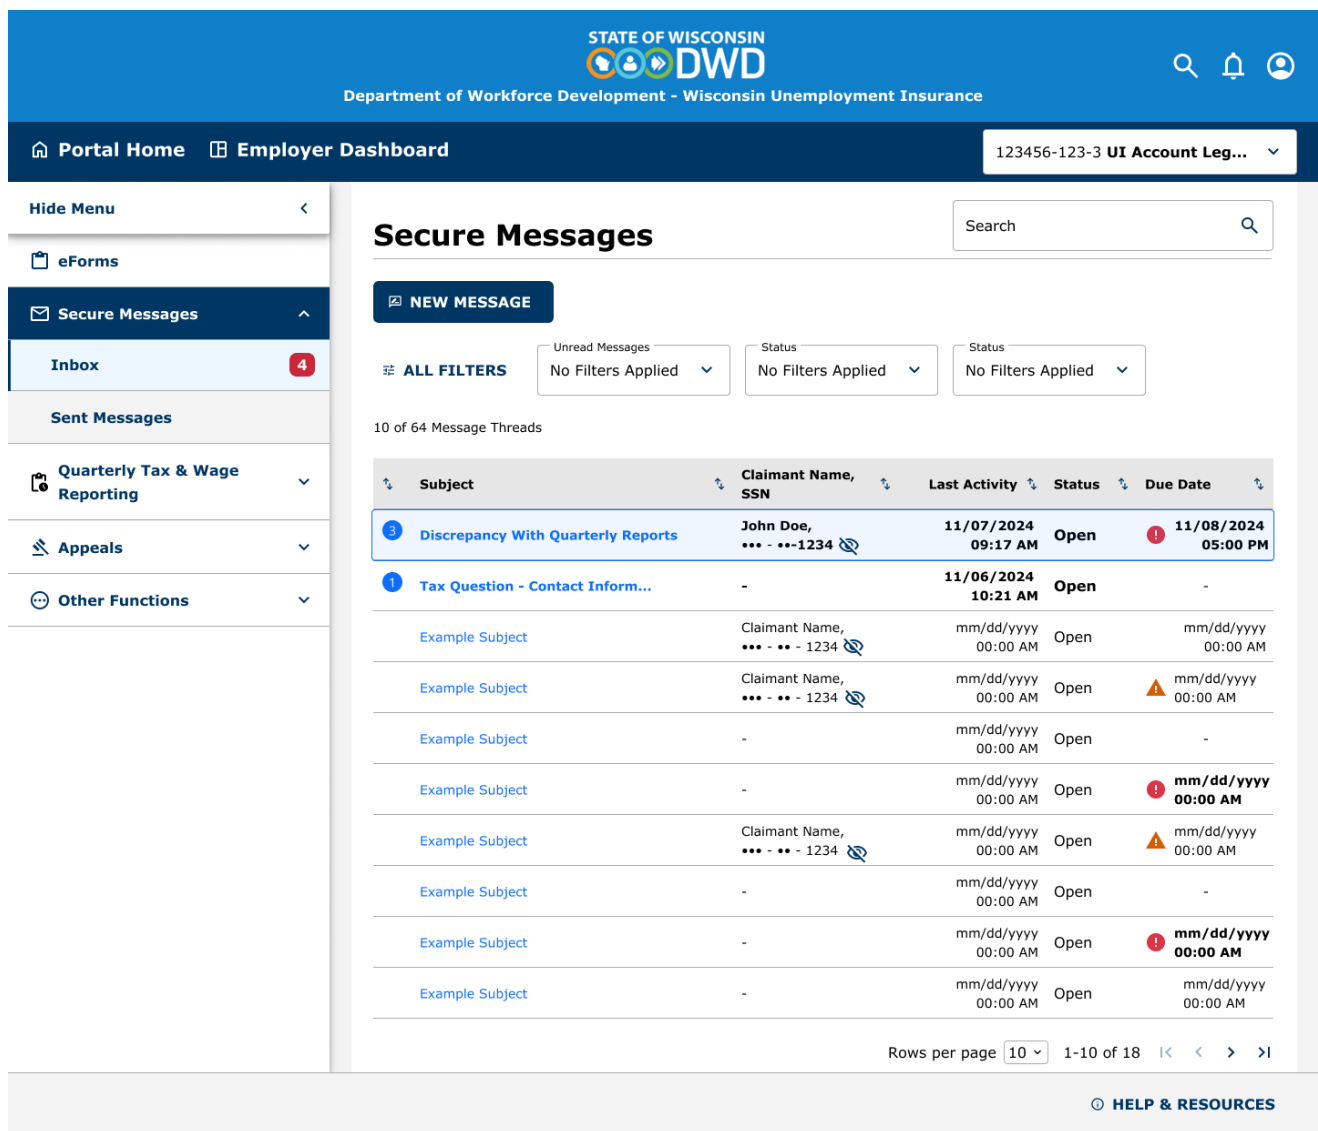 STATE OF WISCONSIN
DWD
Department of Workforce Development - Wisconsin Unemployment Insurance
Portal Home
Employer Dashboard
123456-123-3 UI Account Leg...
Hide Menu
eForms
Secure Messages
Inbox
4
Sent Messages
Quarterly Tax & Wage
Reporting
Appeals
Other Functions
Secure Messages
Search
NEW MESSAGE
ALL FILTERS
Unread Messages
No Filters Applied
Status
No Filters Applied
Status
No Filters Applied
10 of 64 Message Threads
Subject
Claimant Name,
SSN
Last Activity
Status
Due Date
3
Discrepancy With Quarterly Reports
John Doe,
••• - ••-1234
11/07/2024
09:17 AM
Open
11/08/2024
05:00 PM
1
Tax Question - Contact Inform...
-
11/06/2024
10:21 AM
Open
-
Example Subject
Claimant Name,
••• - •• - 1234
mm/dd/yyyy
00:00 AM
Open
mm/dd/yyyy
00:00 AM
Example Subject
Claimant Name,
••• - •• - 1234
mm/dd/yyyy
00:00 AM
Open
mm/dd/yyyy
00:00 AM
Example Subject
-
mm/dd/yyyy
00:00 AM
Open
-
Example Subject
-
mm/dd/yyyy
00:00 AM
Open
mm/dd/yyyy
00:00 AM
Example Subject
Claimant Name,
••• - •• - 1234
mm/dd/yyyy
00:00 AM
Open
mm/dd/yyyy
00:00 AM
Example Subject
-
mm/dd/yyyy
00:00 AM
Open
-
Example Subject
-
mm/dd/yyyy
00:00 AM
Open
mm/dd/yyyy
00:00 AM
Example Subject
-
mm/dd/yyyy
00:00 AM
Open
mm/dd/yyyy
00:00 AM
Rows per page 10
1-10 of 18
HELP & RESOURCES